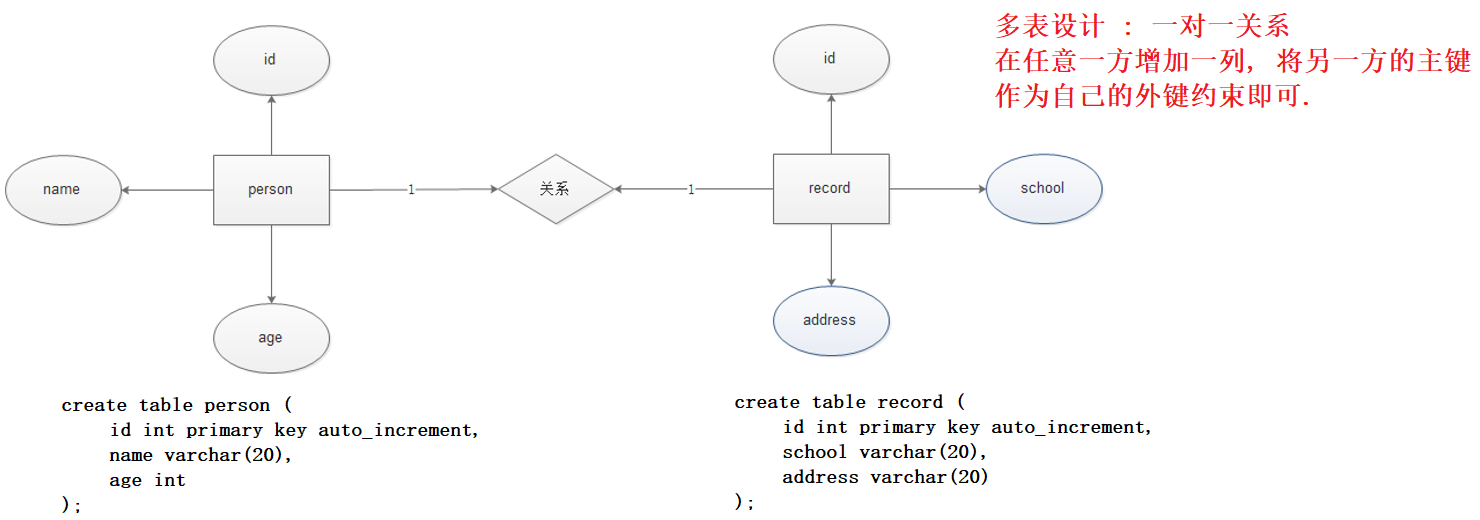 多表设计 : 一对一关系
在任意一方增加一列, 将另一方的主键
作为自己的外键约束即可.
id
id
name
person
1
关系
1
record
school
age
address
create table person (
id int primary key auto_increment,
name varchar(20),
age int
);
create table record (
id int primary key auto_increment,
school varchar(20),
address varchar(20)
);